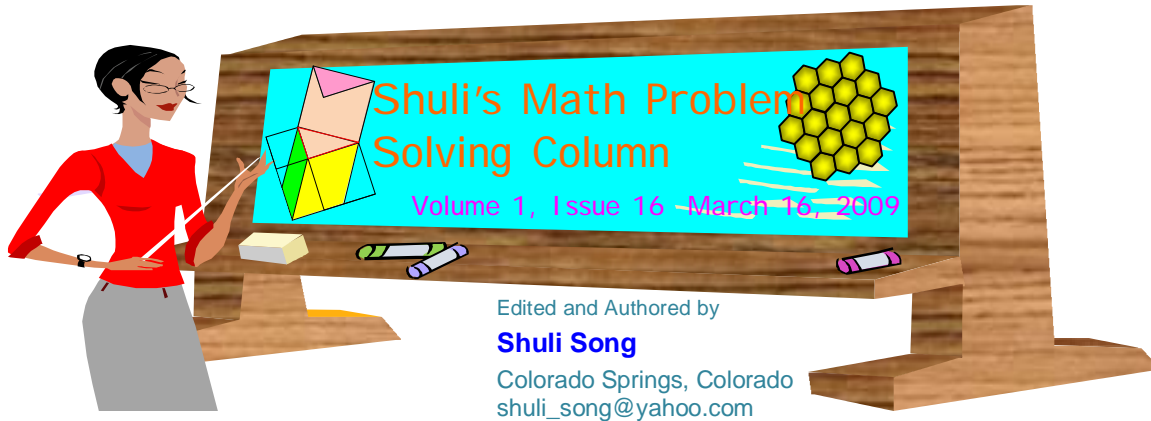 Shuli's Math Problem
Solving Column
Volume 1, Issue 16 March 16, 2009
Edited and Authored by
Shuli Song
Colorado Springs, Colorado
shuli_song@yahoo.com